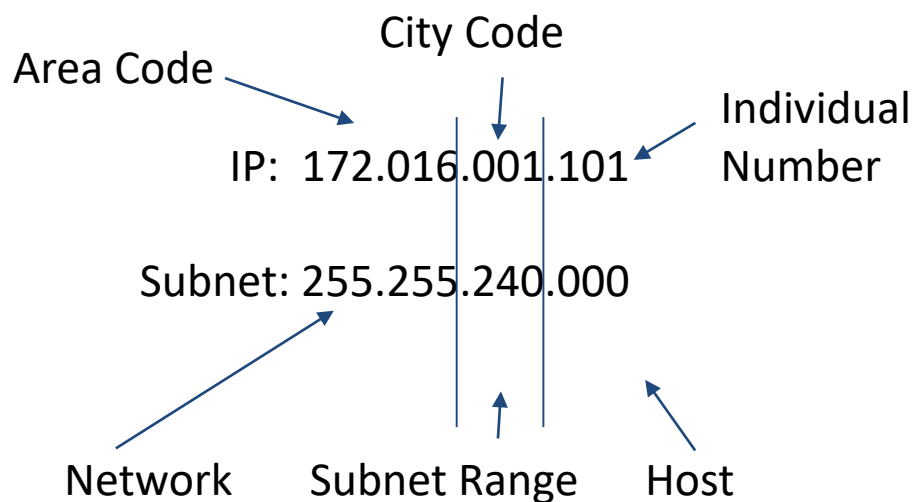 City Code
Area Code
Individual
Number
IP: 172.016.001.101
Subnet: 255.255.240.000
Network
Subnet Range
Host